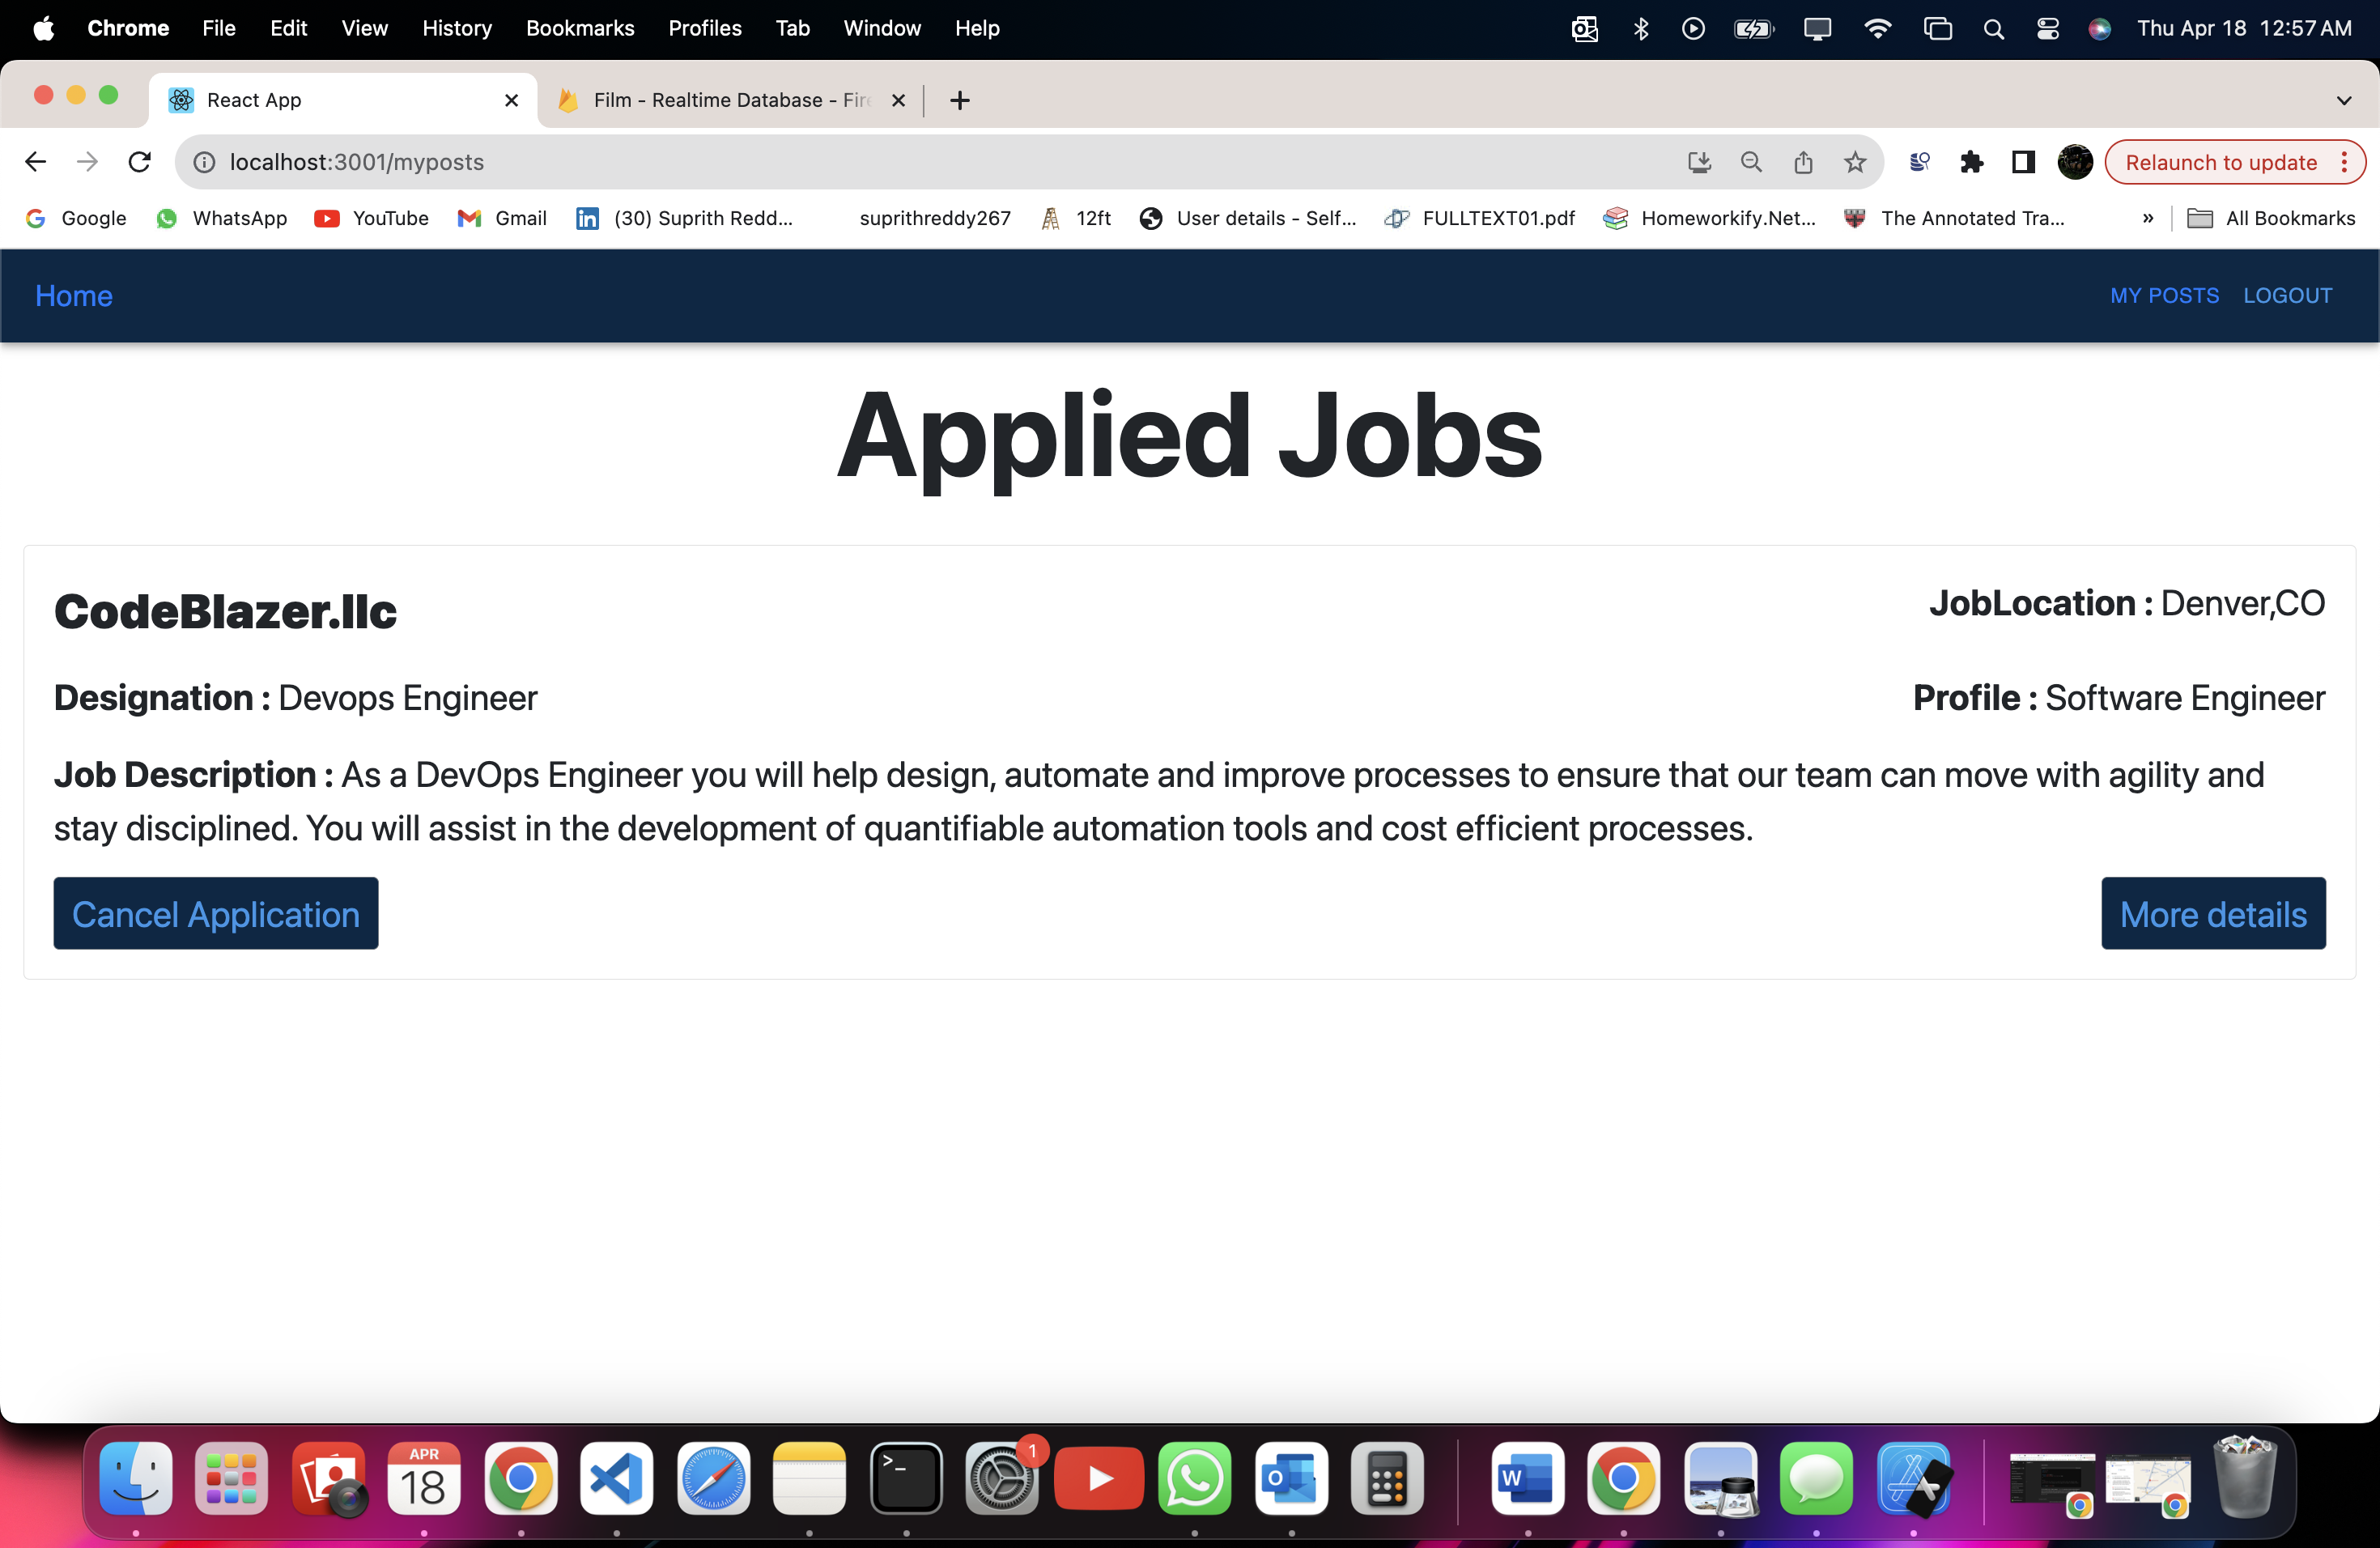 Chrome File Edit View History Bookmarks Profiles Tab Window Help Thu Apr 18 12:57 AM
React App Film - Realtime Database - Fir
localhost:3001/myposts Relaunch to update
Google WhatsApp YouTube Gmail (30) Suprith Redd... suprithreddy267 12ft User details - Self... FULLTEXT01.pdf Homeworkify.Net... The Annotated Tra... » All Bookmarks
Home MY POSTS LOGOUT
Applied Jobs
CodeBlazer.llc JobLocation : Denver,CO
Designation : Devops Engineer Profile : Software Engineer
Job Description : As a DevOps Engineer you will help design, automate and improve processes to ensure that our team can move with agility and
stay disciplined. You will assist in the development of quantifiable automation tools and cost efficient processes.
Cancel Application More details
APR
18
1